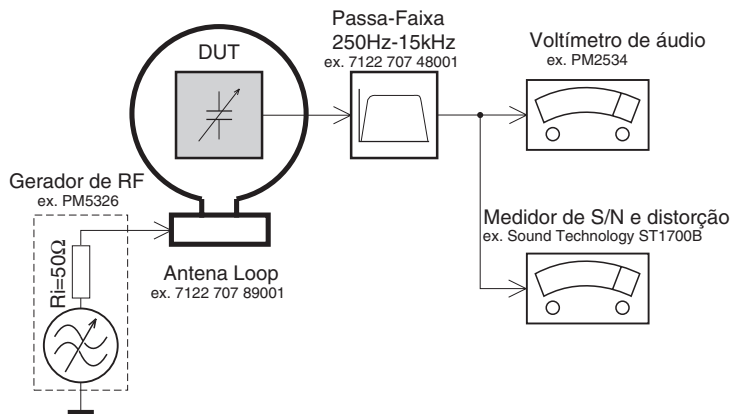 Passa-Faixa
250Hz-15kHz
ex. 7122 707 48001
DUT
Voltímetro de áudio
ex. PM2534
Gerador de RF
ex. PM5326
Ri=50Ω
Antena Loop
ex. 7122 707 89001
Medidor de S/N e distorção
ex. Sound Technology ST1700B